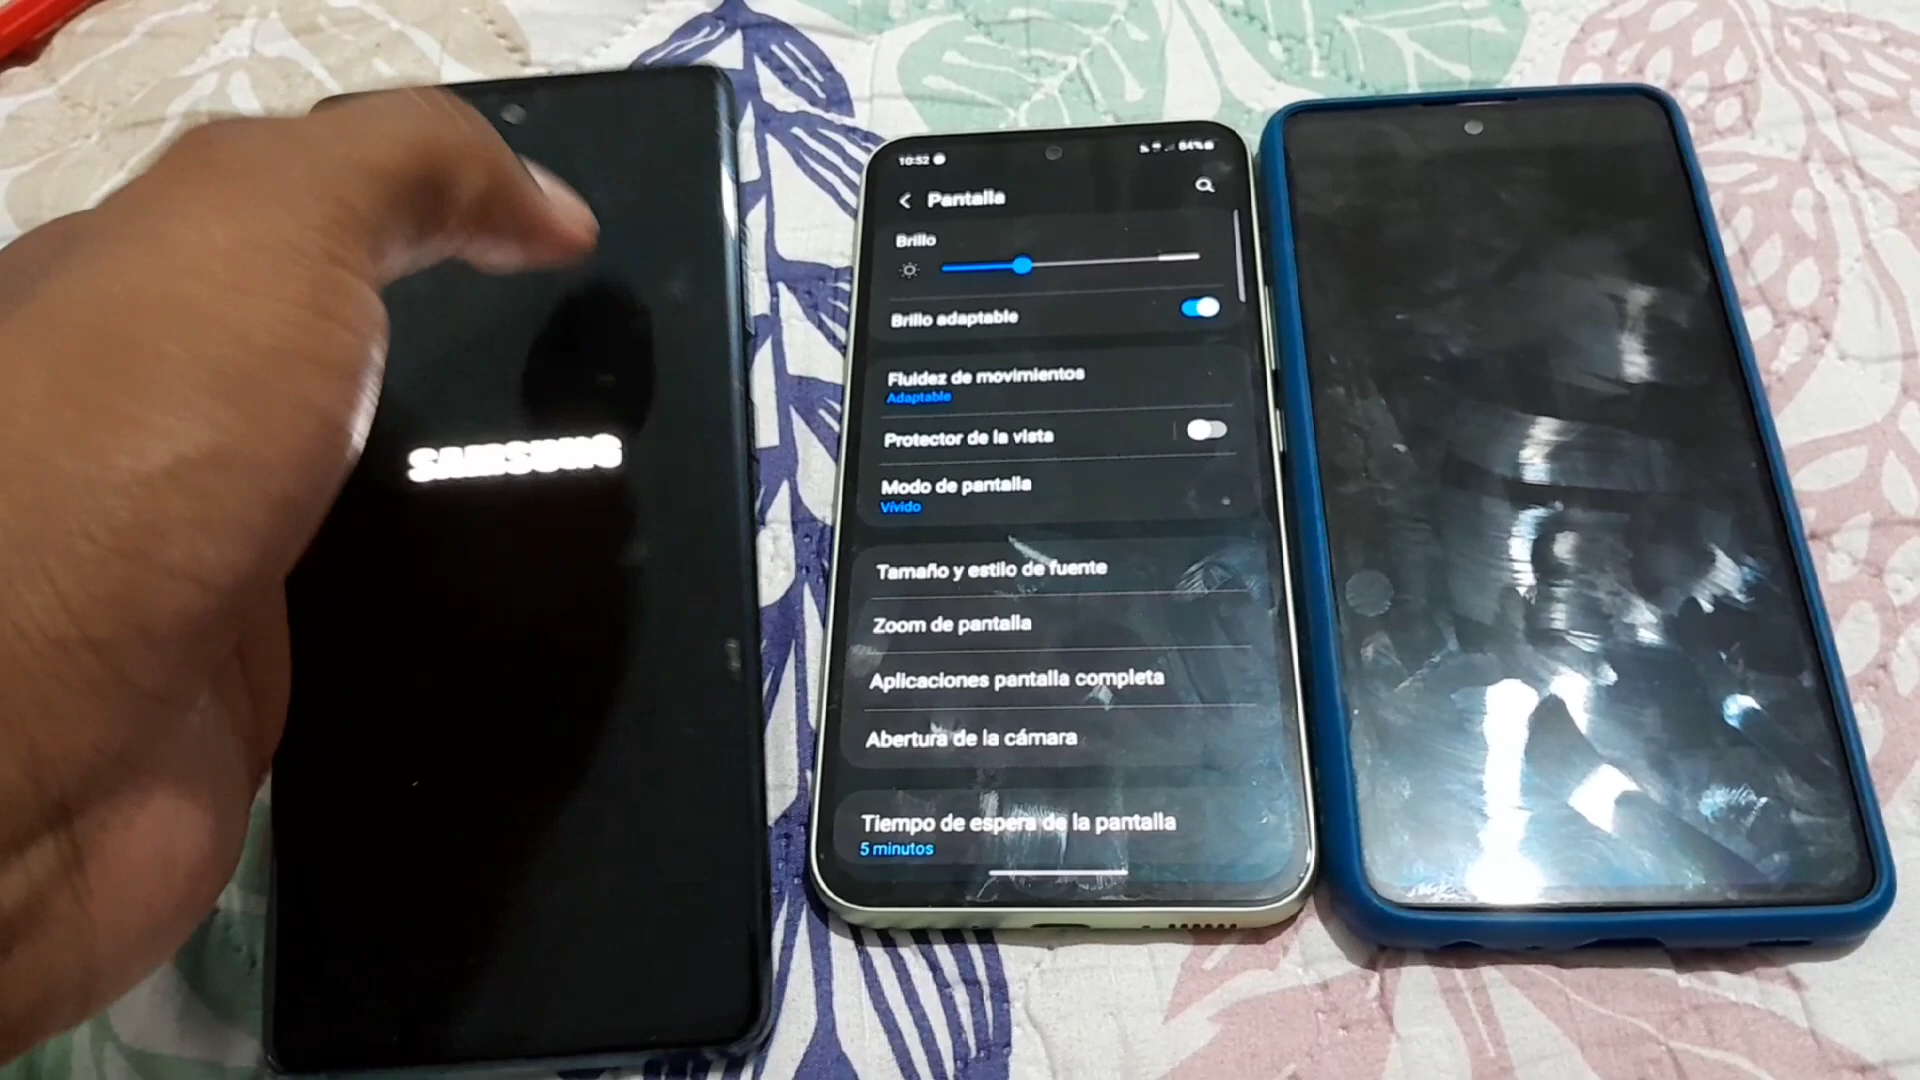 SAMSUNG
10:52
84%
Pantalla
Brillo
Brillo adaptable
Fluidez de movimientos
Adaptable
Protector de la vista
Modo de pantalla
Vívido
Tamaño y estilo de fuente
Zoom de pantalla
Aplicaciones pantalla completa
Abertura de la cámara
Tiempo de espera de la pantalla
5 minutos